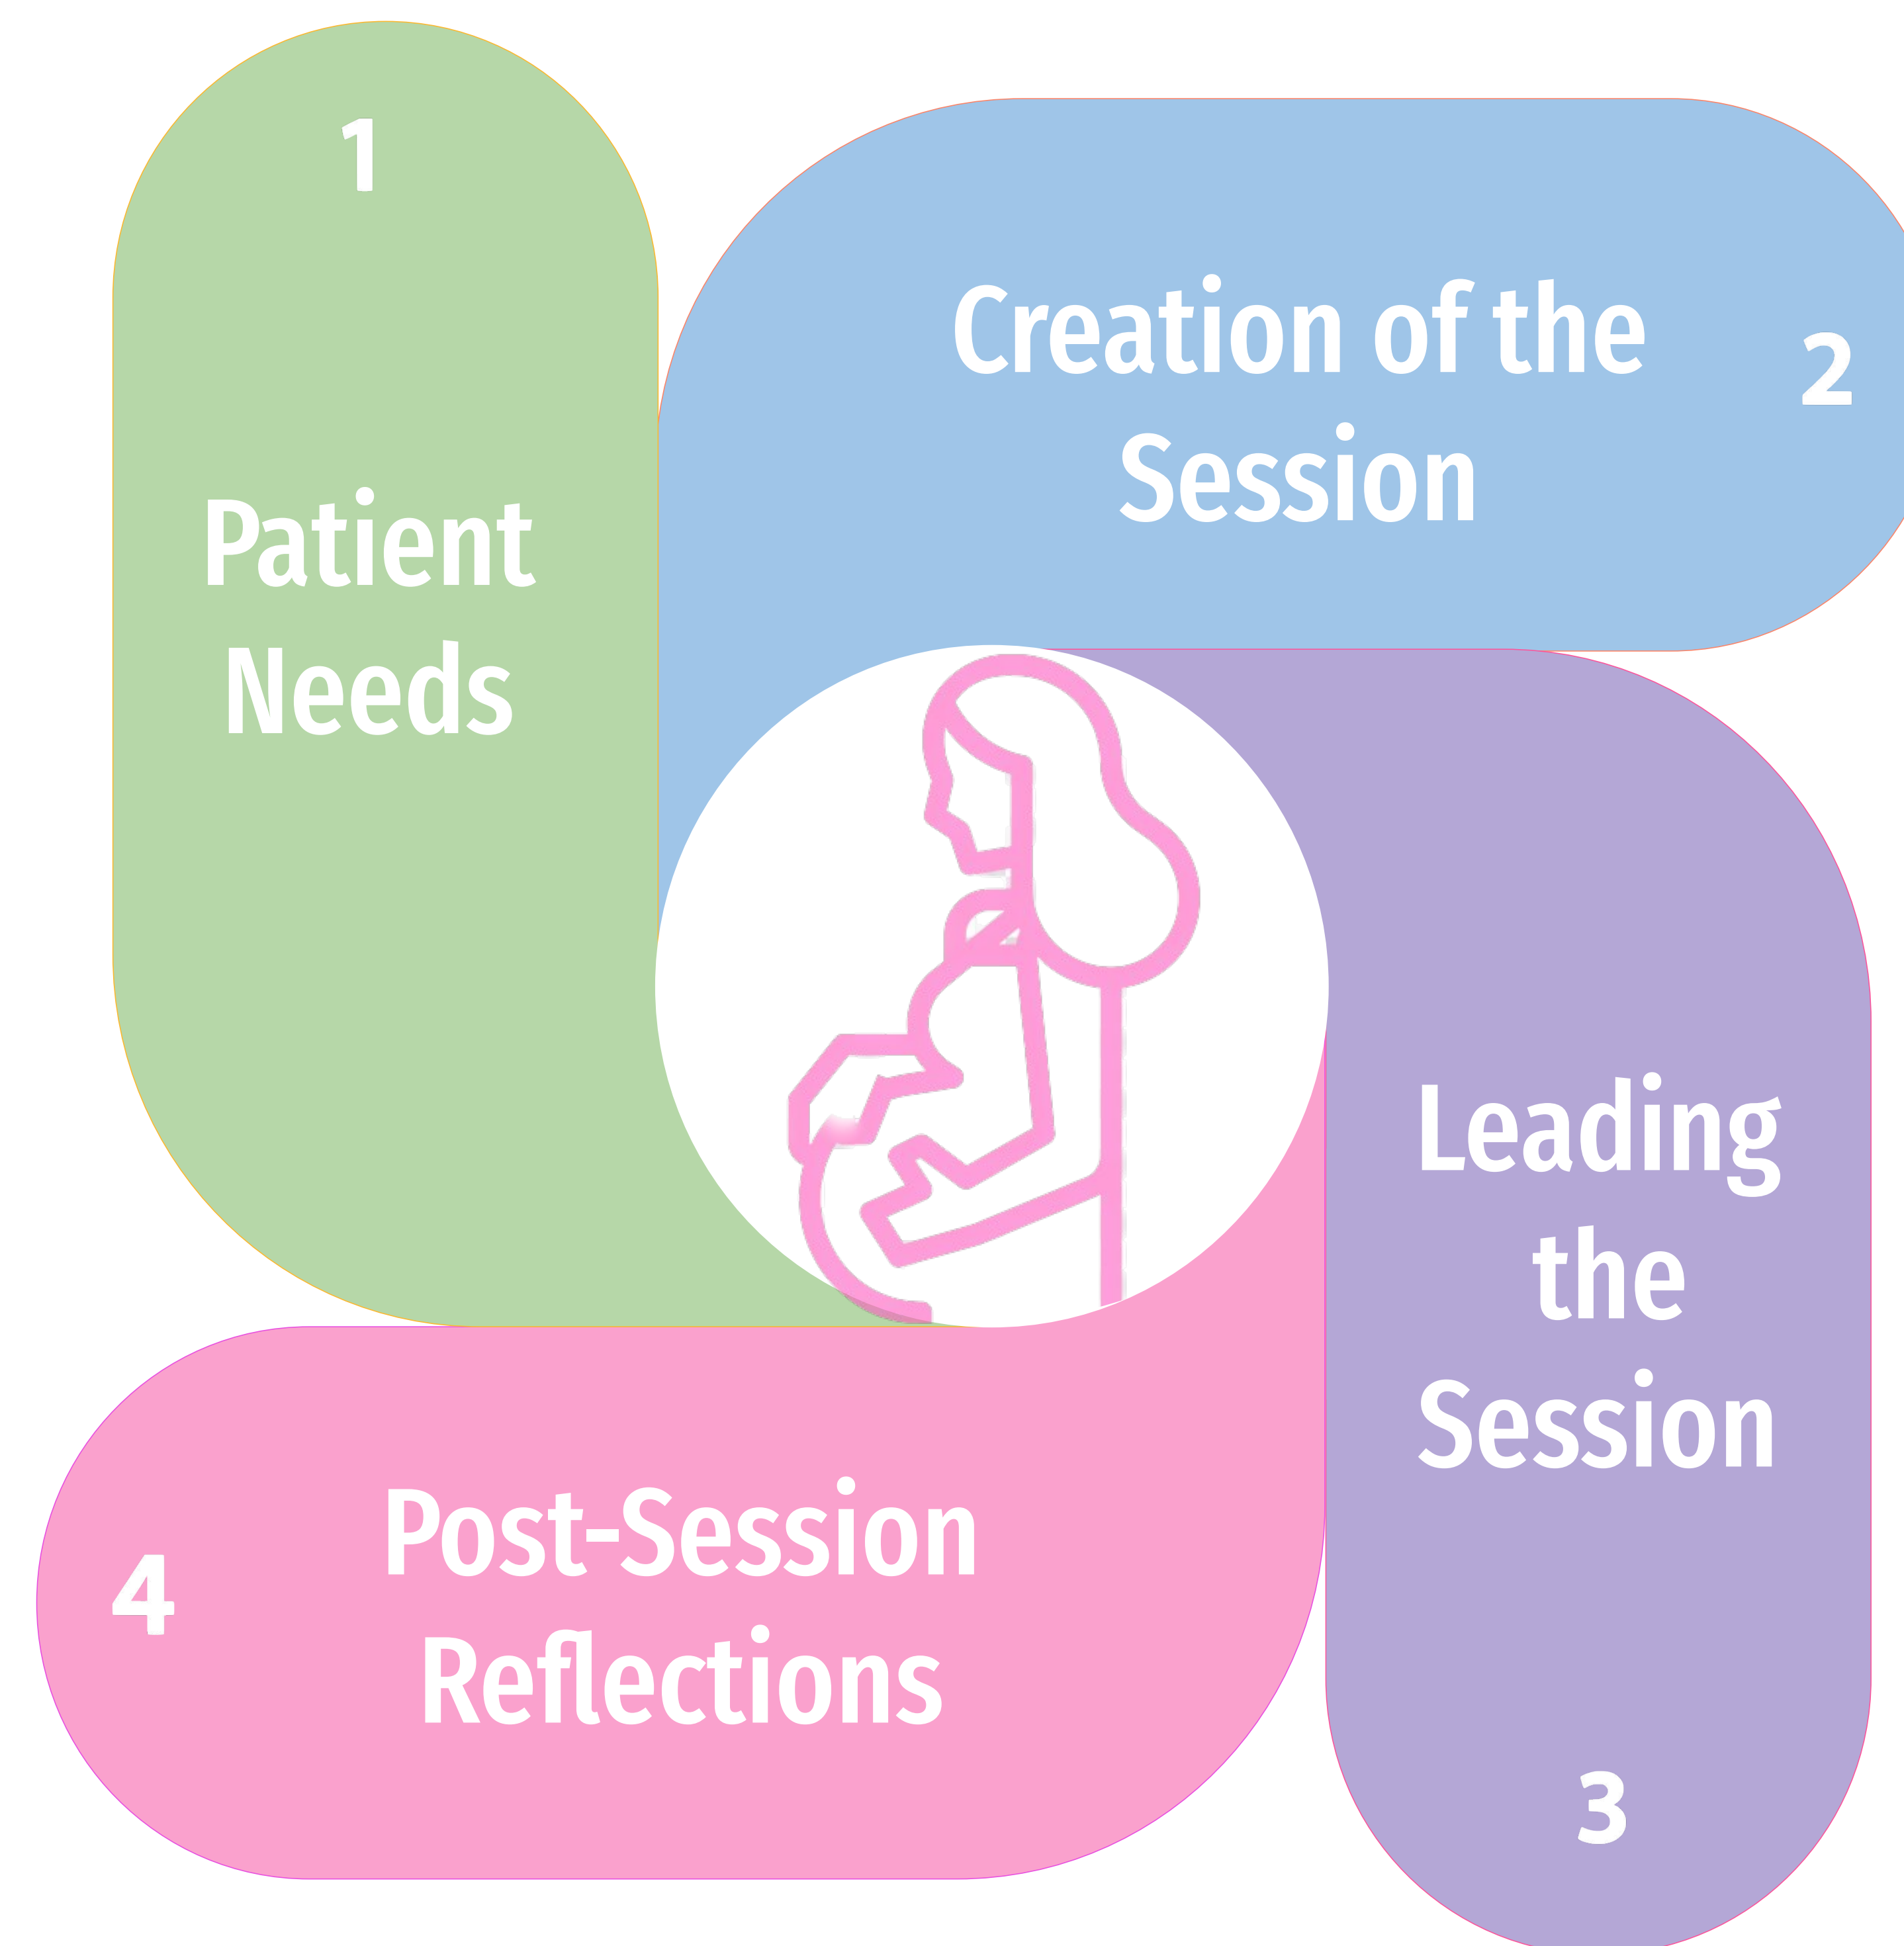 1
Patient
Needs
Creation of the
Session
2
Leading
the
Session
3
Post-Session
Reflections
4